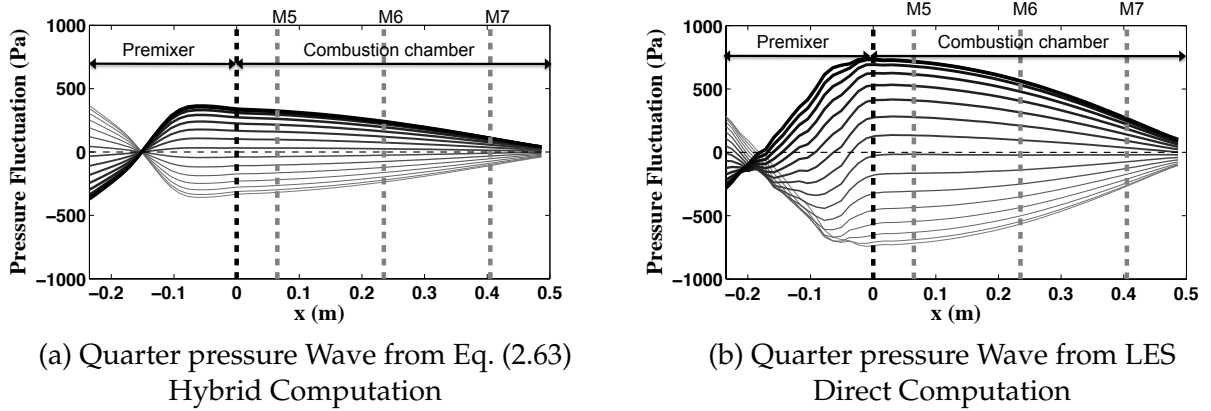 M5 M6 M7
1000
Premixer Combustion chamber
500
0
−500
−1000
Pressure Fluctuation (Pa)
−0.2 −0.1 0 0.1 0.2 0.3 0.4 0.5
x (m)
(a) Quarter pressure Wave from Eq. (2.63)
Hybrid Computation
M5 M6 M7
1000
Premixer Combustion chamber
500
0
−500
−1000
Pressure Fluctuation (Pa)
−0.2 −0.1 0 0.1 0.2 0.3 0.4 0.5
x (m)
(b) Quarter pressure Wave from LES
Direct Computation